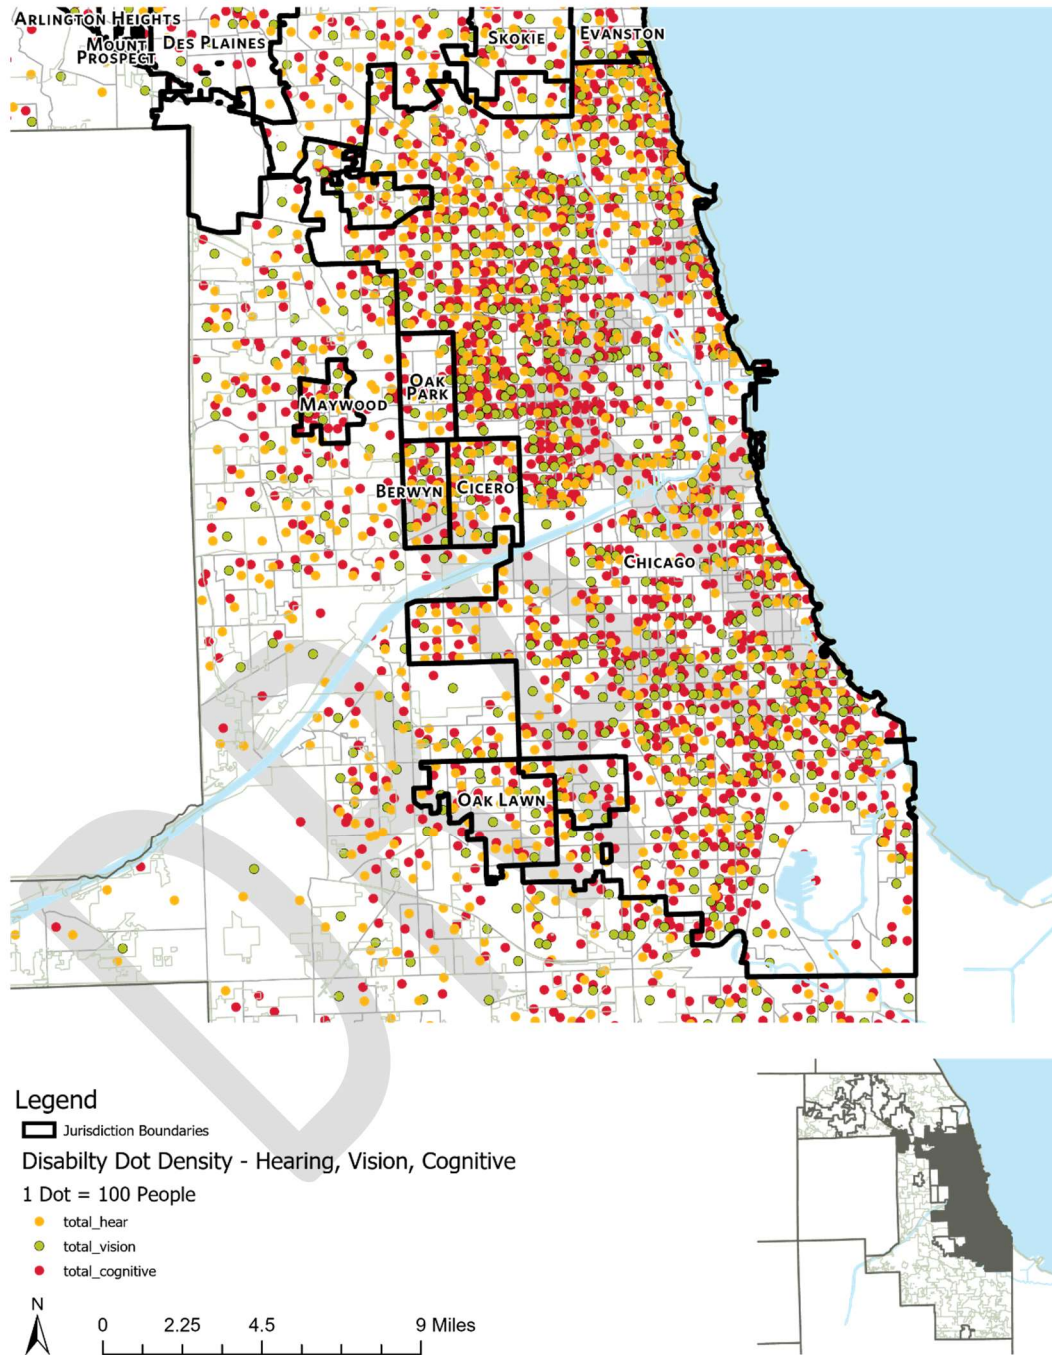 ARLINGTON HEIGHTS
MOUNT
PROSPECT
DES PLAINES
SKOKIE
EVANSTON
OAK
PARK
MAYWOOD
BERWYN
CICERO
CHICAGO
OAK LAWN
Legend
Jurisdiction Boundaries
Disabilty Dot Density - Hearing, Vision, Cognitive
1 Dot = 100 People
total_hear
total_vision
total_cognitive
N
0 2.25 4.5 9 Miles